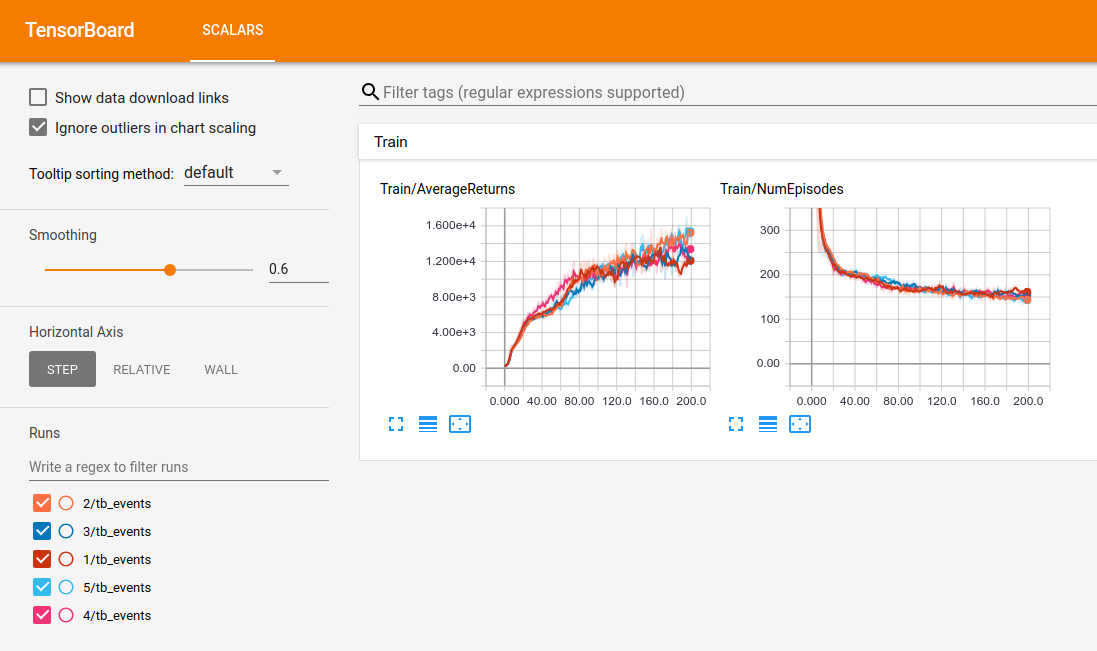 TensorBoard
SCALARS
Show data download links
Ignore outliers in chart scaling
Tooltip sorting method: default
Smoothing
0.6
Horizontal Axis
STEP RELATIVE WALL
Runs
Write a regex to filter runs
2/tb_events
3/tb_events
1/tb_events
5/tb_events
4/tb_events
Filter tags (regular expressions supported)
Train
Train/AverageReturns
1.600e+4
1.200e+4
8.00e+3
4.00e+3
0.00
0.000 40.00 80.00 120.0 160.0 200.0
Train/NumEpisodes
300
200
100
0.00
0.000 40.00 80.00 120.0 160.0 200.0